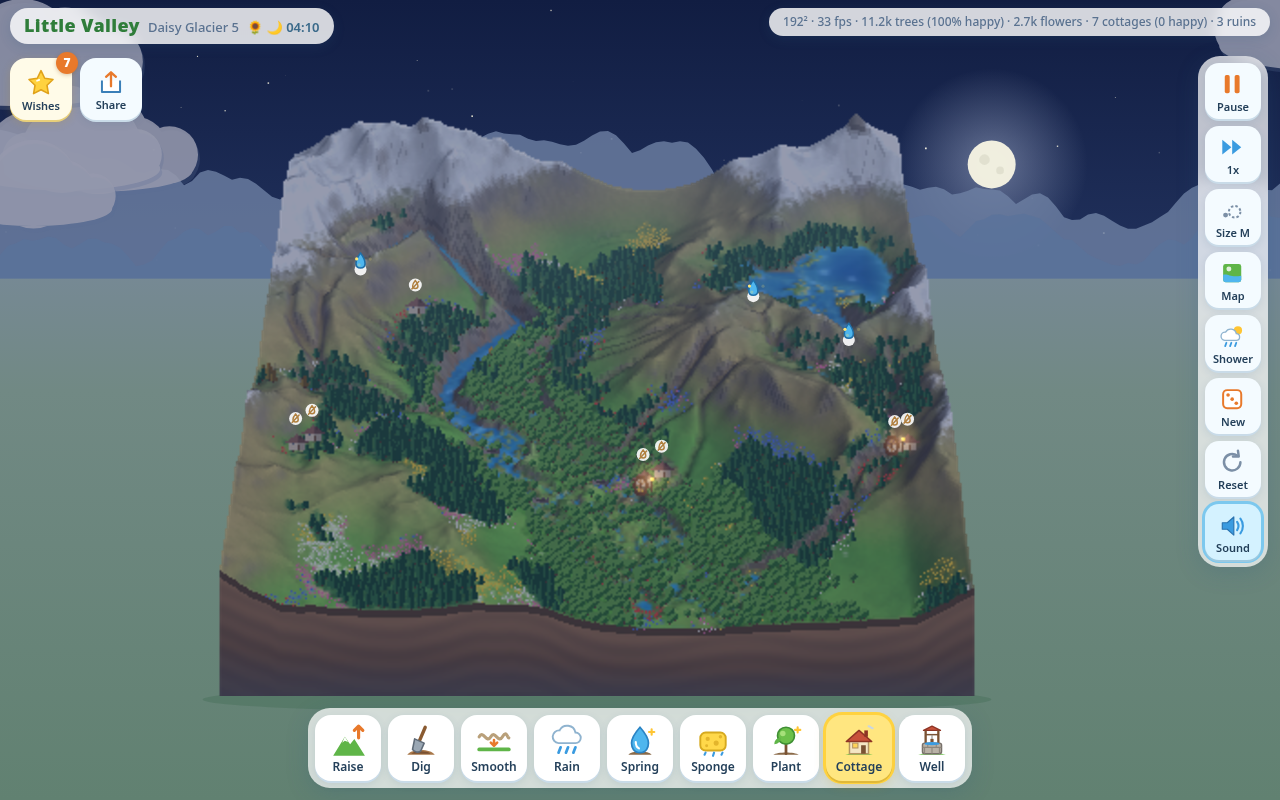 Little Valley Daisy Glacier 5 04:10
192² · 33 fps · 11.2k trees (100% happy) · 2.7k flowers · 7 cottages (0 happy) · 3 ruins
7
Wishes
Share
Pause
1x
Size M
Map
Shower
New
Reset
Sound
Raise
Dig
Smooth
Rain
Spring
Sponge
Plant
Cottage
Well